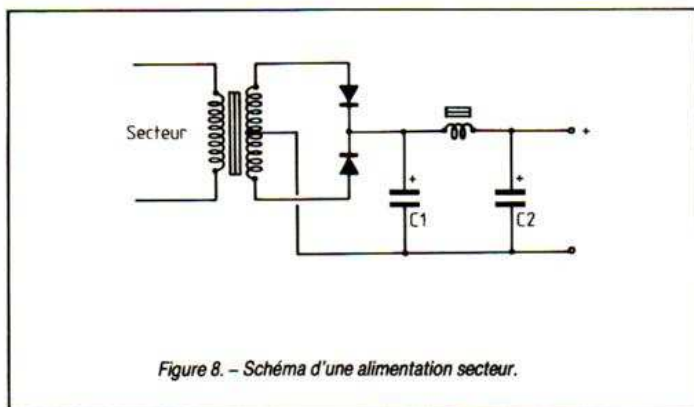 Secteur
+
+
+
C1
C2
Figure 8. – Schéma d'une alimentation secteur.